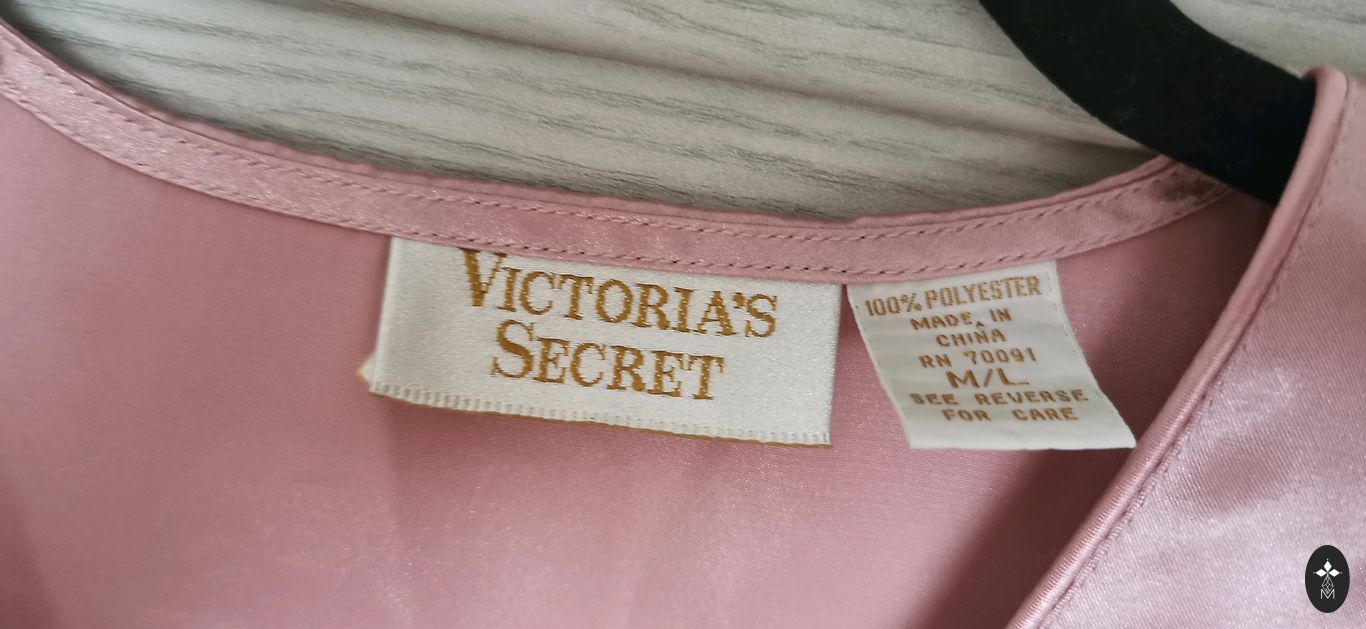 VICTORIA'S
SECRET
100% POLYESTER
MADE IN
CHINA
RN 70091
M/L
SEE REVERSE
FOR CARE
M